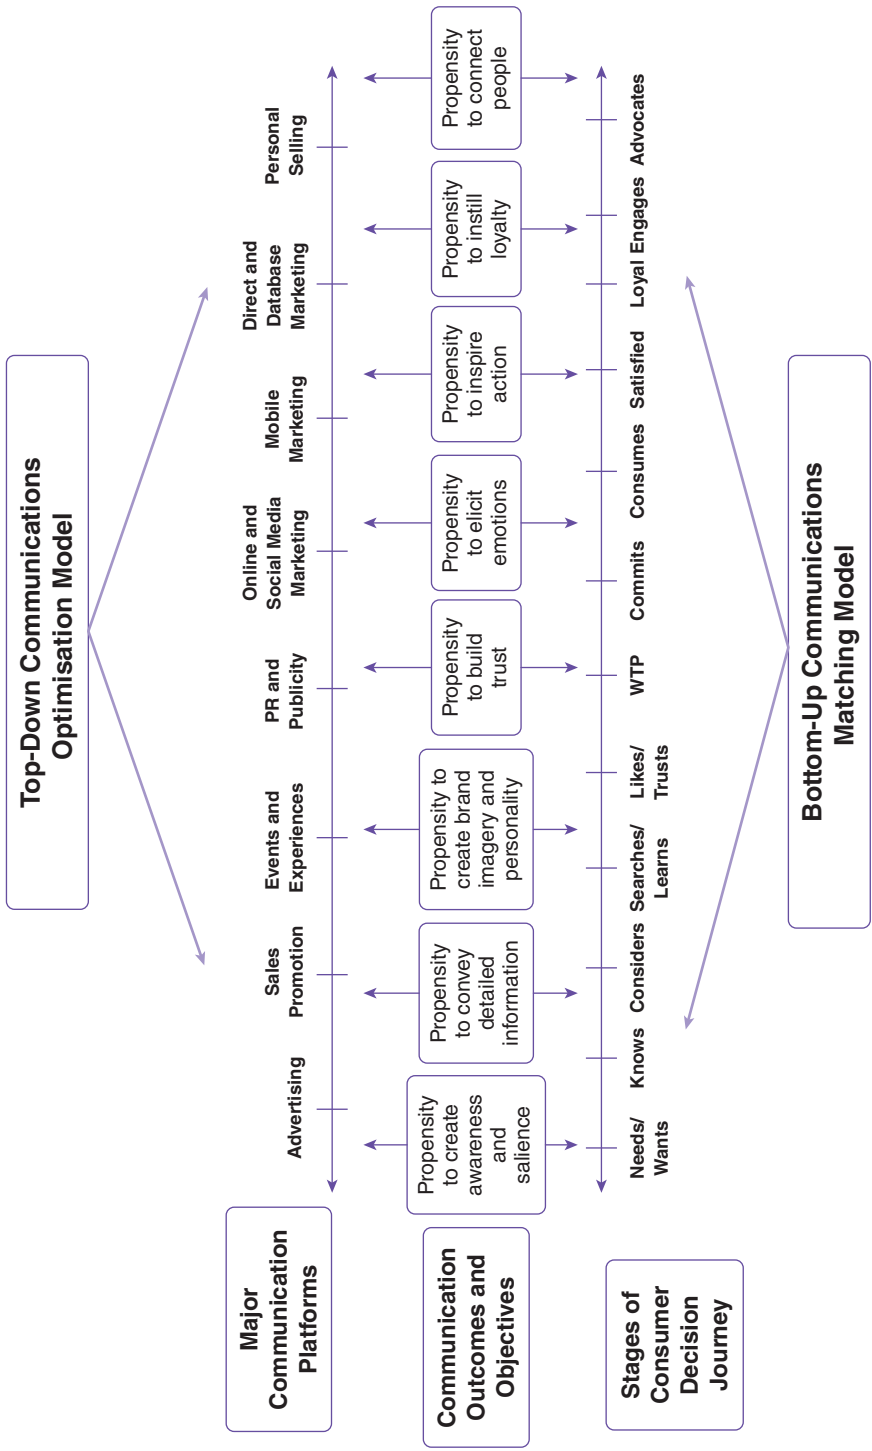 Top-Down Communications
Optimisation Model
Major
Communication
Platforms
Advertising
Sales
Promotion
Events and
Experiences
PR and
Publicity
Online and
Social Media
Marketing
Mobile
Marketing
Direct and
Database
Marketing
Personal
Selling
Communication
Outcomes and
Objectives
Propensity
to create
awareness
and
salience
Propensity
to convey
detailed
information
Propensity to
create brand
imagery and
personality
Propensity
to build
trust
Propensity
to elicit
emotions
Propensity
to inspire
action
Propensity
to instill
loyalty
Propensity
to connect
people
Stages of
Consumer
Decision
Journey
Needs/
Wants
Knows
Considers
Searches/
Learns
Likes/
Trusts
WTP
Commits
Consumes
Satisfied
Loyal
Engages
Advocates
Bottom-Up Communications
Matching Model